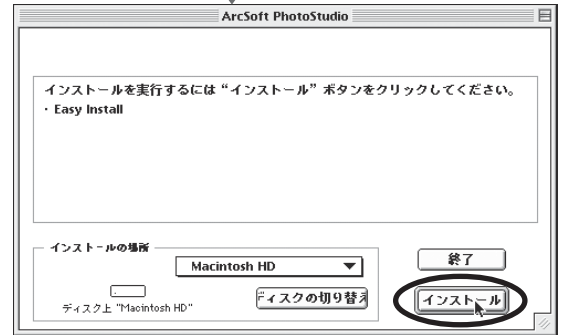 ArcSoft PhotoStudio
インストールを実行するには“インストール”ボタンをクリックしてください。
・Easy Install
インストールの場所
Macintosh HD
ディスク上 "Macintosh HD"
ディスクの切り替え
終了
インストール